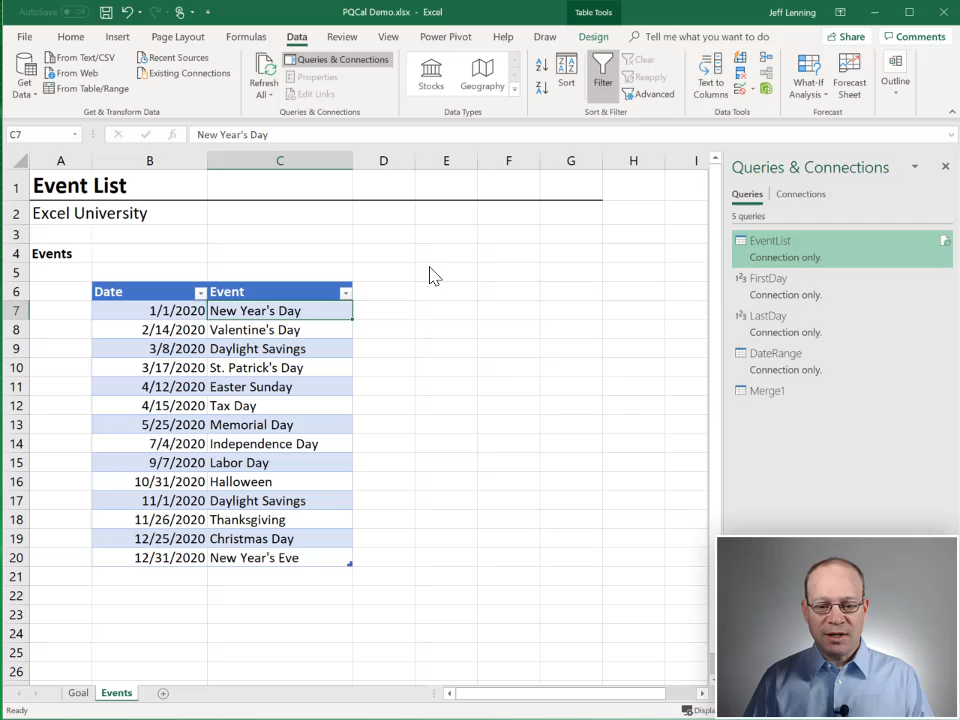 AutoSave Off
PQCal Demo.xlsx - Excel
Table Tools
Jeff Lenning
File Home Insert Page Layout Formulas Data Review View Power Pivot Help Draw Design Tell me what you want to do Share Comments
Get Data
From Text/CSV
From Web
From Table/Range
Recent Sources
Existing Connections
Get & Transform Data
Refresh All
Queries & Connections
Properties
Edit Links
Queries & Connections
Stocks
Geography
Data Types
Sort
Filter
Clear
Reapply
Advanced
Sort & Filter
Text to Columns
Data Tools
What-If Analysis
Forecast Sheet
Forecast
Outline
C7
fx
New Year's Day
A B C D E F G H I
1 Event List
2 Excel University
3
4 Events
5
6 Date Event
7 1/1/2020 New Year's Day
8 2/14/2020 Valentine's Day
9 3/8/2020 Daylight Savings
10 3/17/2020 St. Patrick's Day
11 4/12/2020 Easter Sunday
12 4/15/2020 Tax Day
13 5/25/2020 Memorial Day
14 7/4/2020 Independence Day
15 9/7/2020 Labor Day
16 10/31/2020 Halloween
17 11/1/2020 Daylight Savings
18 11/26/2020 Thanksgiving
19 12/25/2020 Christmas Day
20 12/31/2020 New Year's Eve
21
22
23
24
25
26
Queries & Connections
Queries Connections
5 queries
EventList
Connection only.
FirstDay
Connection only.
LastDay
Connection only.
DateRange
Connection only.
Merge1
Goal Events
Ready